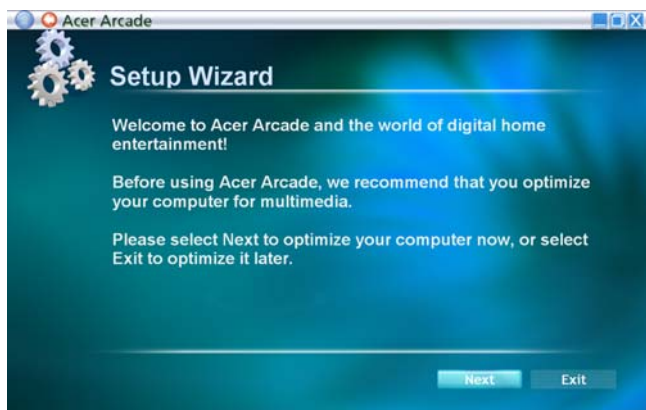 Acer Arcade
Setup Wizard
Welcome to Acer Arcade and the world of digital home
entertainment!
Before using Acer Arcade, we recommend that you optimize
your computer for multimedia.
Please select Next to optimize your computer now, or select
Exit to optimize it later.
Next Exit